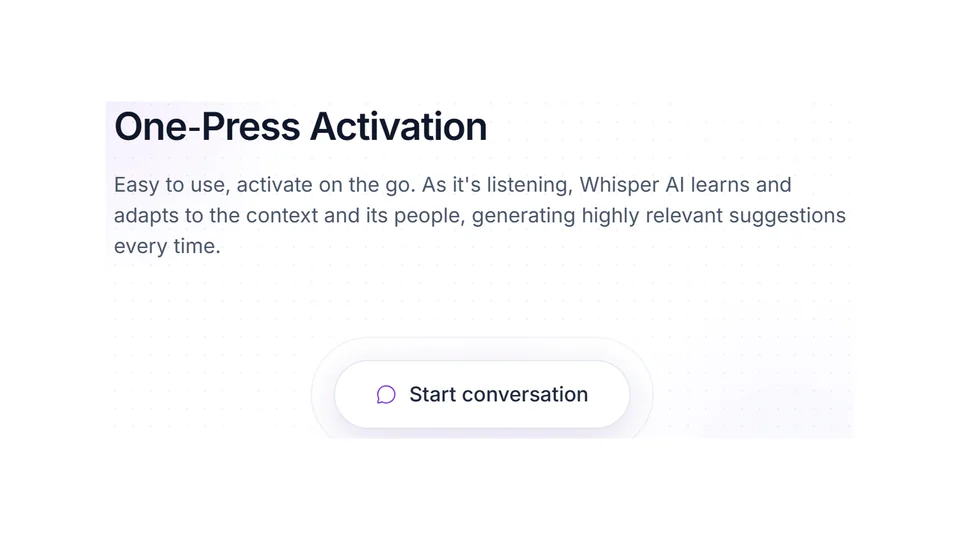 One-Press Activation
Easy to use, activate on the go. As it's listening, Whisper AI learns and
adapts to the context and its people, generating highly relevant suggestions
every time.
Start conversation